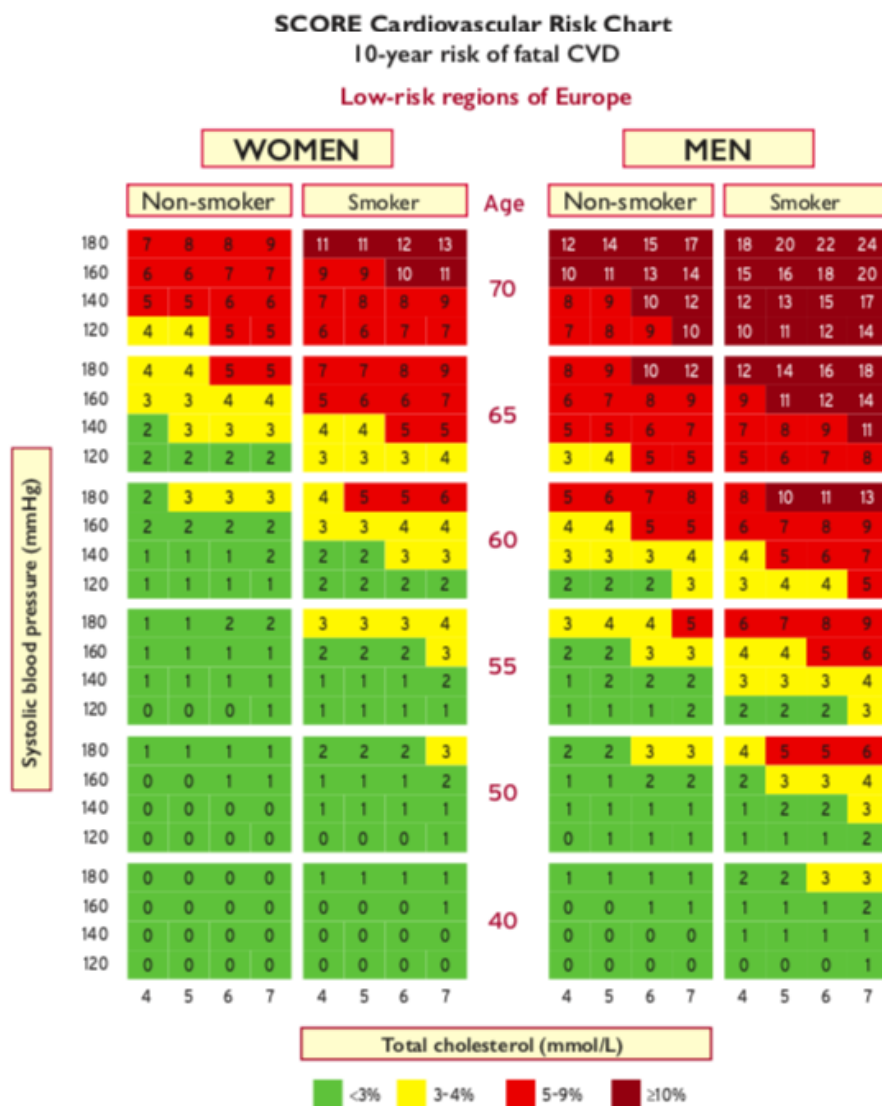 SCORE Cardiovascular Risk Chart
10-year risk of fatal CVD
Low-risk regions of Europe
WOMEN MEN
Non-smoker Smoker Age Non-smoker Smoker
180 7 8 8 9 11 11 12 13 12 14 15 17 18 20 22 24
160 6 6 7 7 9 9 10 11 10 11 13 14 15 16 18 20
70
140 5 5 6 6 7 8 8 9 8 9 10 12 12 13 15 17
120 4 4 5 5 6 6 7 7 7 8 9 10 10 11 12 14
180 4 4 5 5 7 7 8 9 8 9 10 12 12 14 16 18
160 3 3 4 4 5 6 6 7 6 7 8 9 9 11 12 14
65
140 2 3 3 3 4 4 5 5 5 5 6 7 7 8 9 11
120 2 2 2 2 3 3 3 4 3 4 5 5 5 6 7 8
180 2 3 3 3 4 5 5 6 5 6 7 8 8 10 11 13
160 2 2 2 2 3 3 4 4 4 4 5 5 6 7 8 9
60
140 1 1 1 2 2 2 3 3 3 3 3 4 4 5 6 7
120 1 1 1 1 2 2 2 2 2 2 2 3 3 4 4 5
180 1 1 2 2 3 3 3 4 3 4 4 5 6 7 8 9
160 1 1 1 1 2 2 2 3 2 2 3 3 4 4 5 6
55
140 1 1 1 1 1 1 1 2 1 2 2 2 3 3 3 4
120 0 0 0 1 1 1 1 1 1 1 1 2 2 2 2 3
180 1 1 1 1 2 2 2 3 2 2 3 3 4 5 5 6
160 0 0 1 1 1 1 1 2 1 1 2 2 2 3 3 4
50
140 0 0 0 0 1 1 1 1 1 1 1 1 1 2 2 3
120 0 0 0 0 0 0 0 1 0 1 1 1 1 1 1 2
180 0 0 0 0 1 1 1 1 1 1 1 1 2 2 3 3
160 0 0 0 0 0 0 0 1 0 0 1 1 1 1 1 2
40
140 0 0 0 0 0 0 0 0 0 0 0 0 1 1 1 1
120 0 0 0 0 0 0 0 0 0 0 0 0 0 0 0 1
4 5 6 7 4 5 6 7 4 5 6 7 4 5 6 7
Systolic blood pressure (mmHg)
Total cholesterol (mmol/L)
<3% 3-4% 5-9% ≥10%